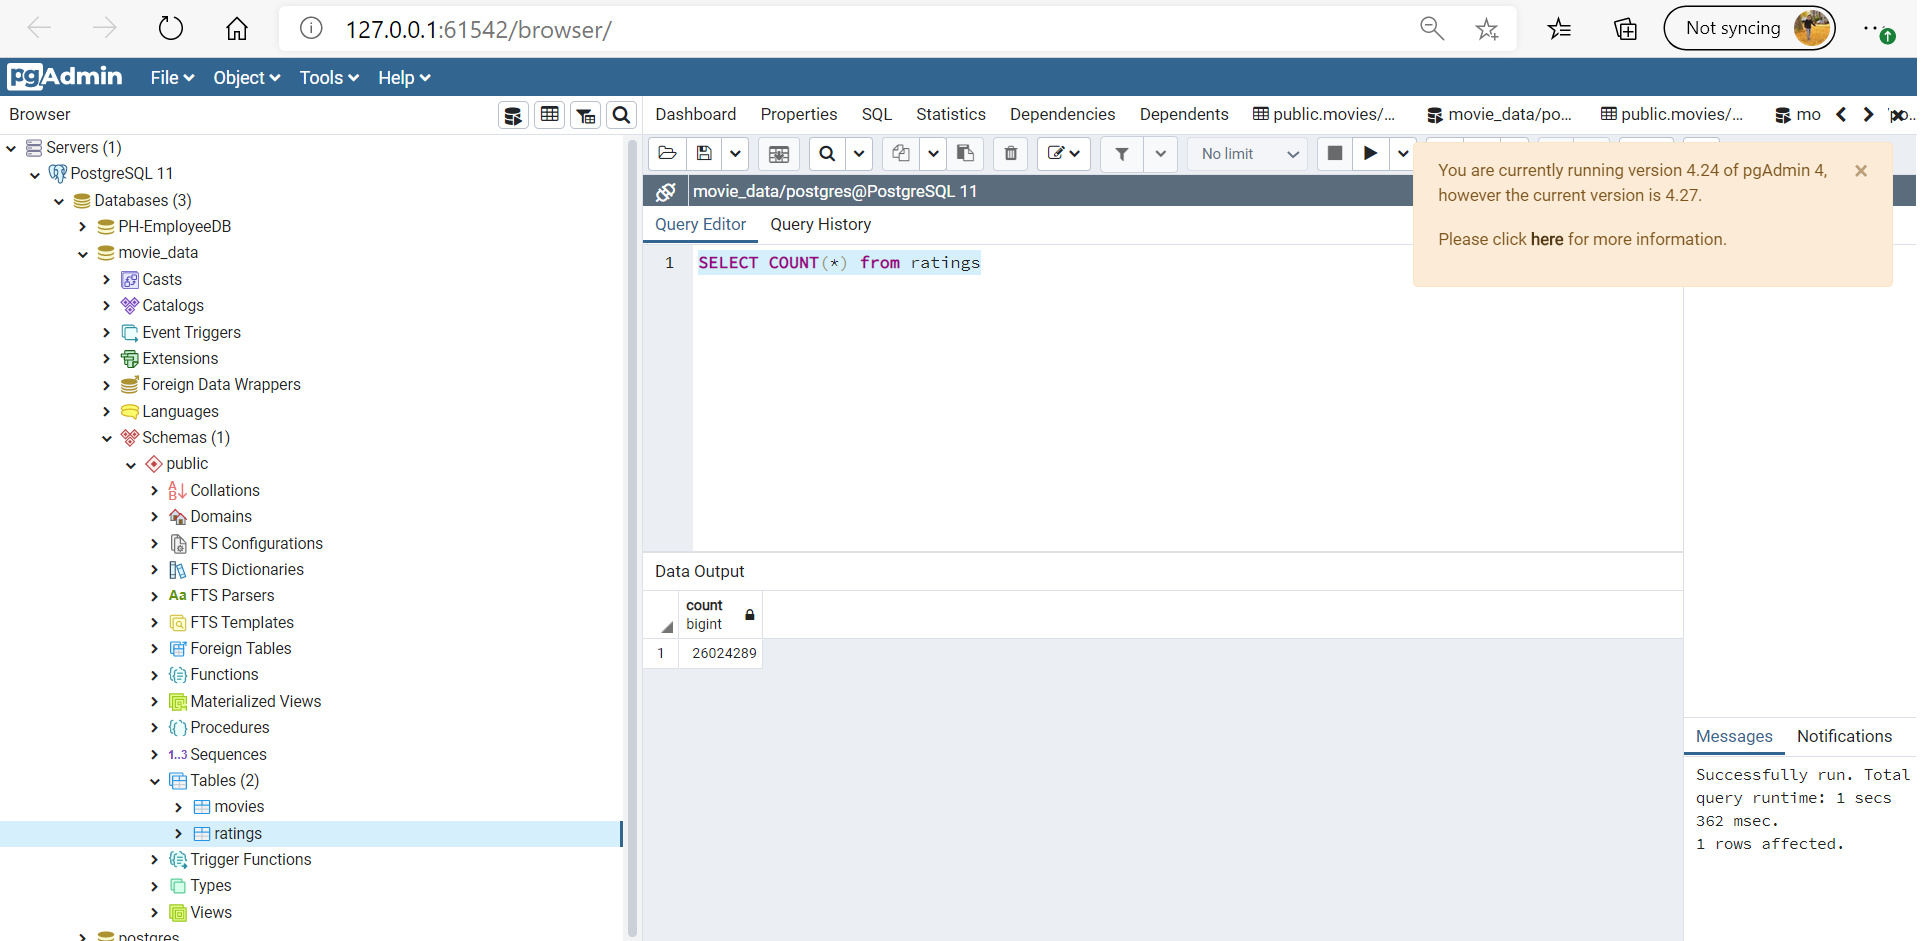 127.0.0.1:61542/browser/
Not syncing
pgAdmin File Object Tools Help
Browser
Dashboard Properties SQL Statistics Dependencies Dependents public.movies/... movie_data/po... public.movies/... mo
No limit
movie_data/postgres@PostgreSQL 11
Query Editor Query History
1 SELECT COUNT(*) from ratings
You are currently running version 4.24 of pgAdmin 4,
however the current version is 4.27.
Please click here for more information.
Servers (1)
PostgreSQL 11
Databases (3)
PH-EmployeeDB
movie_data
Casts
Catalogs
Event Triggers
Extensions
Foreign Data Wrappers
Languages
Schemas (1)
public
Collations
Domains
FTS Configurations
FTS Dictionaries
Aa FTS Parsers
FTS Templates
Foreign Tables
Functions
Materialized Views
Procedures
1..3 Sequences
Tables (2)
movies
ratings
Trigger Functions
Types
Views
postgres
Data Output
count
bigint
1 26024289
Messages Notifications
Successfully run. Total
query runtime: 1 secs
362 msec.
1 rows affected.